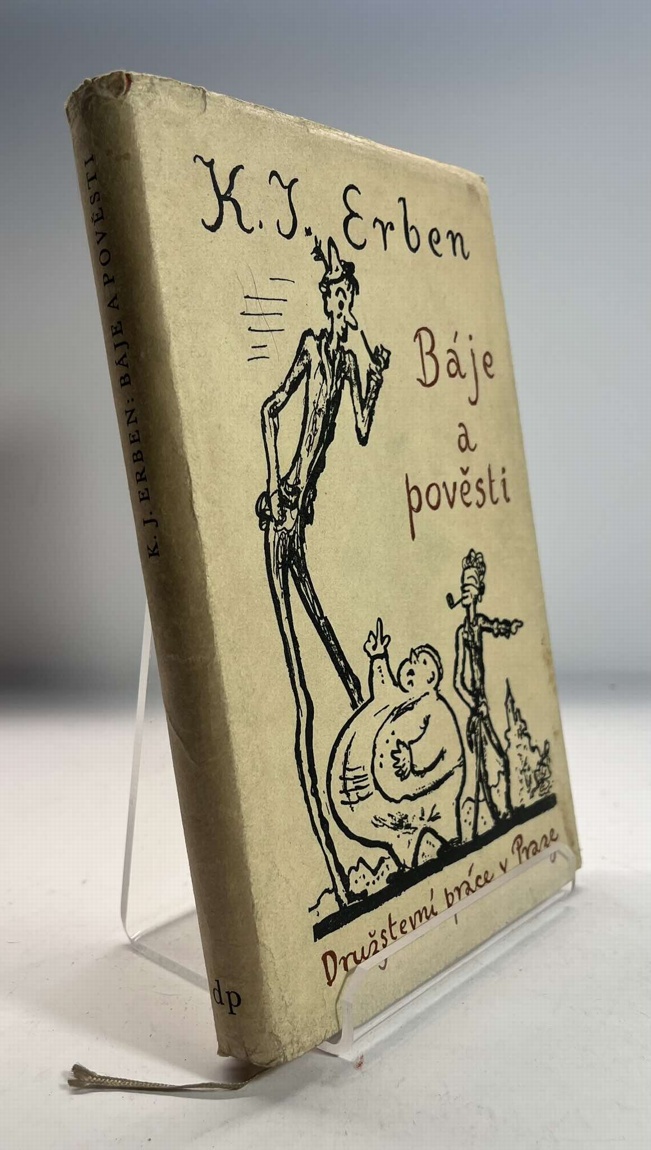 K. J. ERBEN: BÁJE A POVĚSTI
dp
K. J. Erben
Báje
a
pověsti
Družstevní práce v Praze